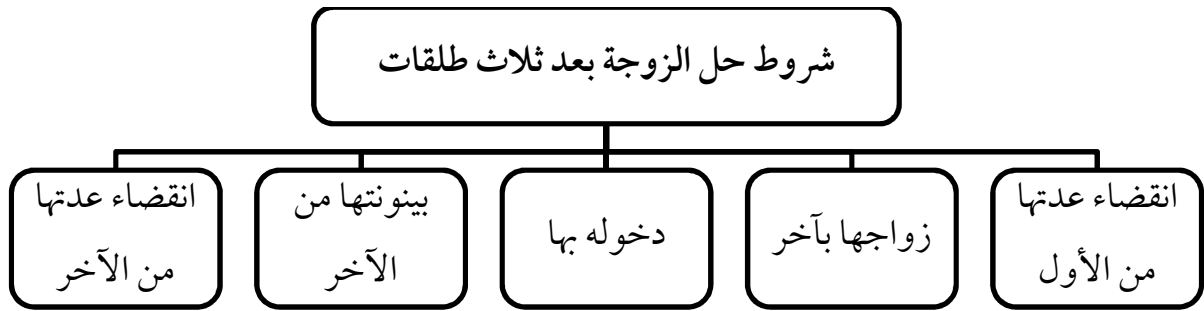 شروط حل الزوجة بعد ثلاث طلقات
انقضاء عدتها
من الأول
زواجها بآخر
دخوله بها
بينونتها من
الآخر
انقضاء عدتها
من الآخر